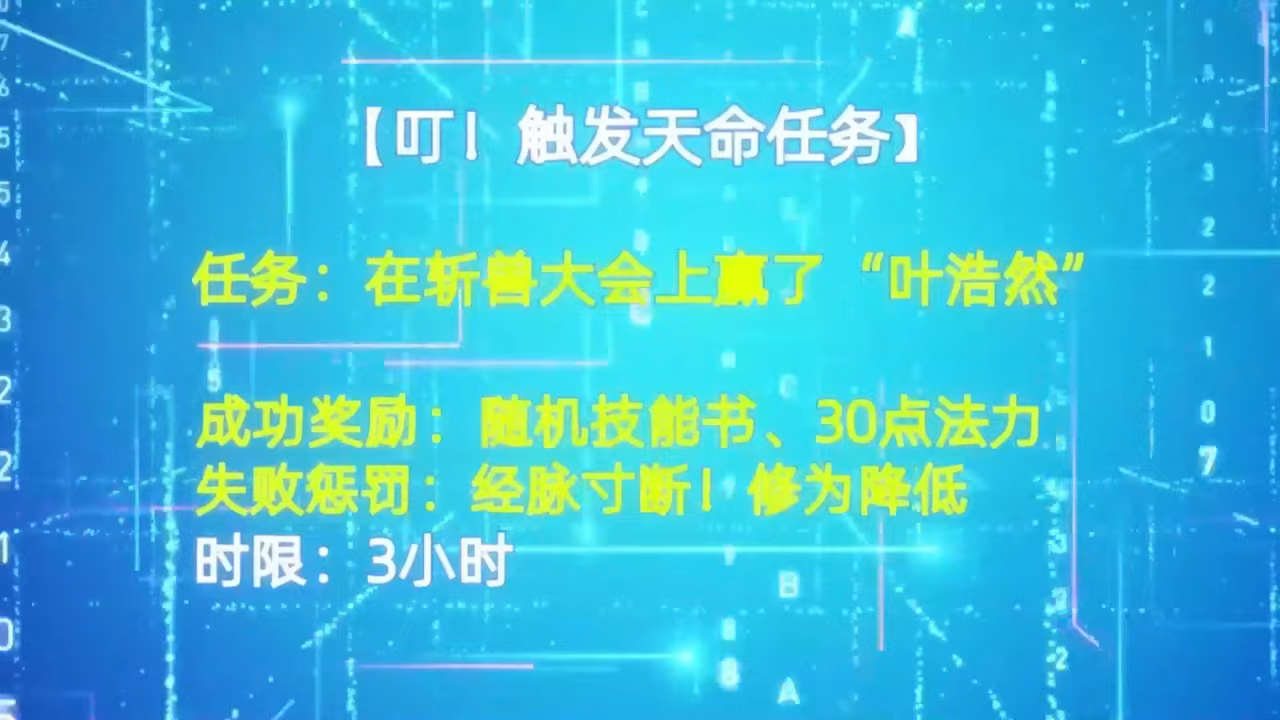 【叮！触发天命任务】
任务：在斩兽大会上赢了“叶浩然”
成功奖励：随机技能书、30点法力
失败惩罚：经脉寸断！修为降低
时限：3小时